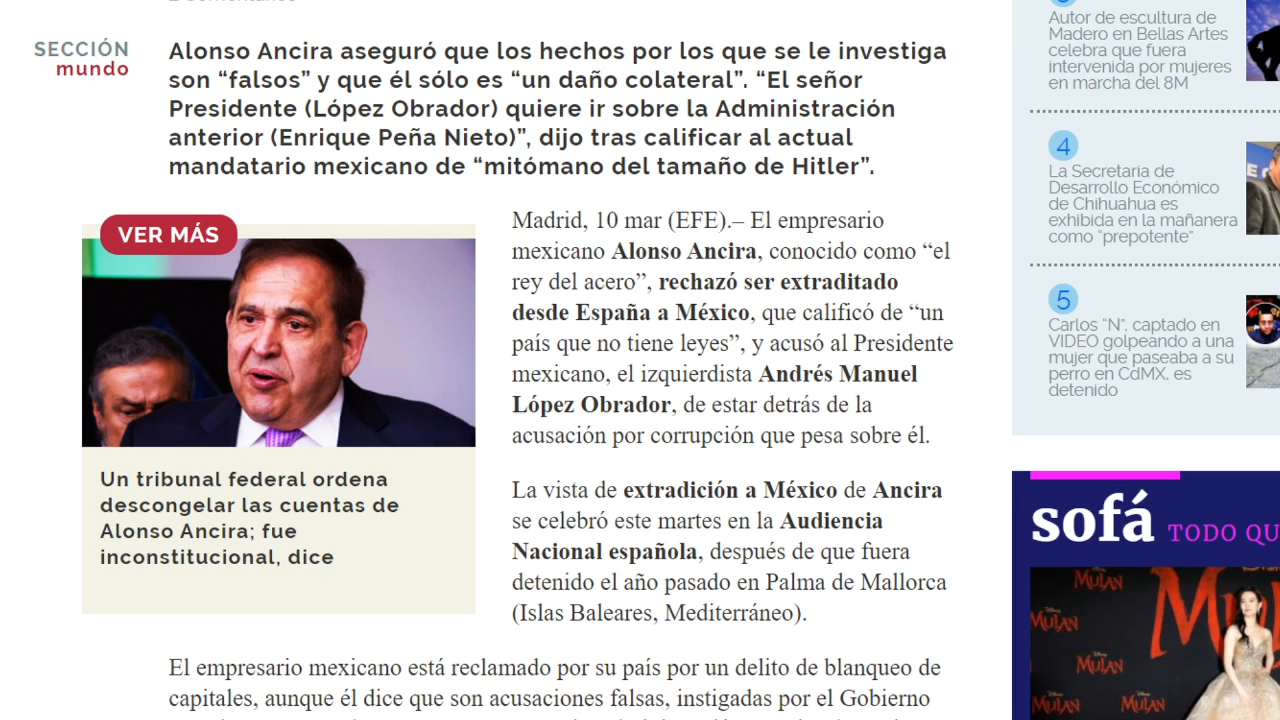 SECCIÓN
mundo
Alonso Ancira aseguró que los hechos por los que se le investiga
son “falsos” y que él sólo es “un daño colateral”. “El señor
Presidente (López Obrador) quiere ir sobre la Administración
anterior (Enrique Peña Nieto)”, dijo tras calificar al actual
mandatario mexicano de “mitómano del tamaño de Hitler”.
VER MÁS
Un tribunal federal ordena
descongelar las cuentas de
Alonso Ancira; fue
inconstitucional, dice
Madrid, 10 mar (EFE).– El empresario
mexicano Alonso Ancira, conocido como “el
rey del acero”, rechazó ser extraditado
desde España a México, que calificó de “un
país que no tiene leyes”, y acusó al Presidente
mexicano, el izquierdista Andrés Manuel
López Obrador, de estar detrás de la
acusación por corrupción que pesa sobre él.
La vista de extradición a México de Ancira
se celebró este martes en la Audiencia
Nacional española, después de que fuera
detenido el año pasado en Palma de Mallorca
(Islas Baleares, Mediterráneo).
El empresario mexicano está reclamado por su país por un delito de blanqueo de
capitales, aunque él dice que son acusaciones falsas, instigadas por el Gobierno
Autor de escultura de
Madero en Bellas Artes
celebra que fuera
intervenida por mujeres
en marcha del 8M
4
La Secretaria de
Desarrollo Económico
de Chihuahua es
exhibida en la mañanera
como “prepotente”
5
Carlos “N”, captado en
VIDEO golpeando a una
mujer que paseaba a su
perro en CdMX, es
detenido
sofá TODO QU
Disney
MULAN
MULAN
MULAN
MULAN
MULAN